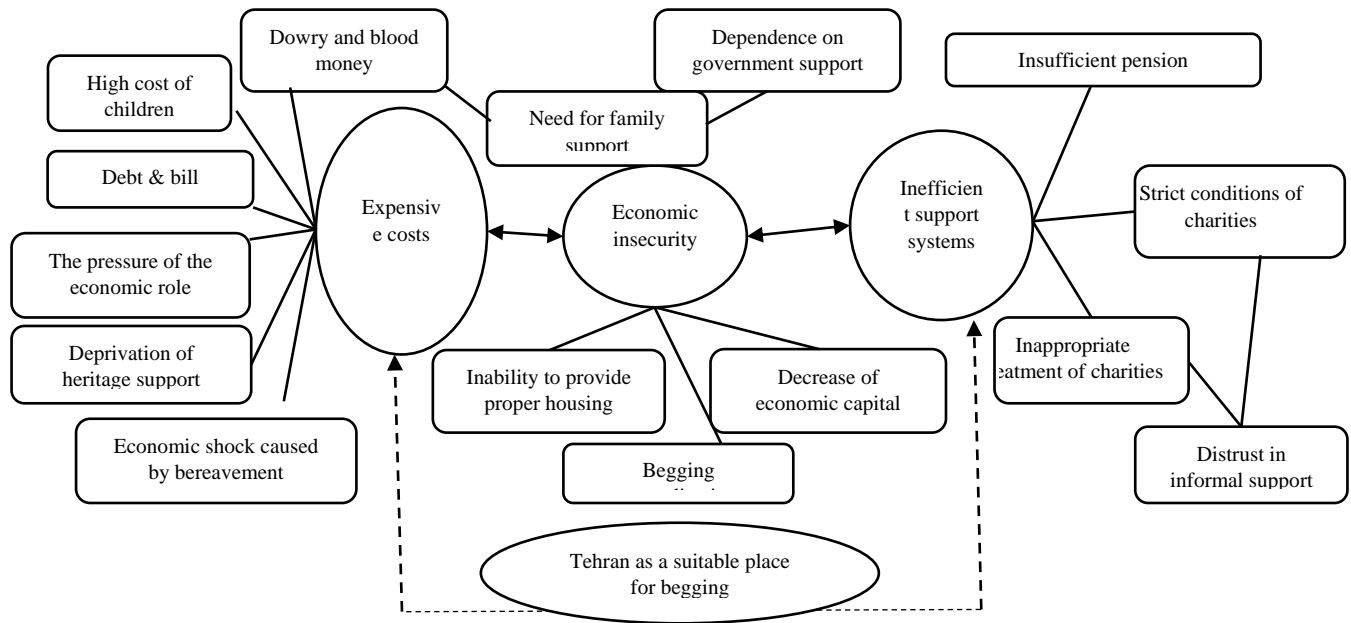 Dowry and blood
money
Dependence on
government support
Insufficient pension
High cost of
children
Need for family
support
Debt & bill
Expensiv
e costs
Economic
insecurity
Inefficien
t support
systems
Strict conditions of
charities
The pressure of the
economic role
Deprivation of
heritage support
Inability to provide
proper housing
Decrease of
economic capital
Inappropriate
eatment of charities
Economic shock caused
by bereavement
Begging
Distrust in
informal support
Tehran as a suitable place
for begging